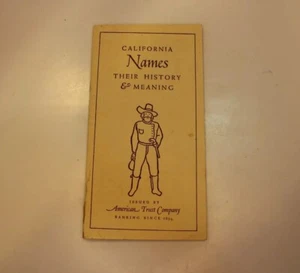 CALIFORNIA
Names
THEIR HISTORY
& MEANING
ISSUED BY
American Trust Company
BANKING SINCE 1854